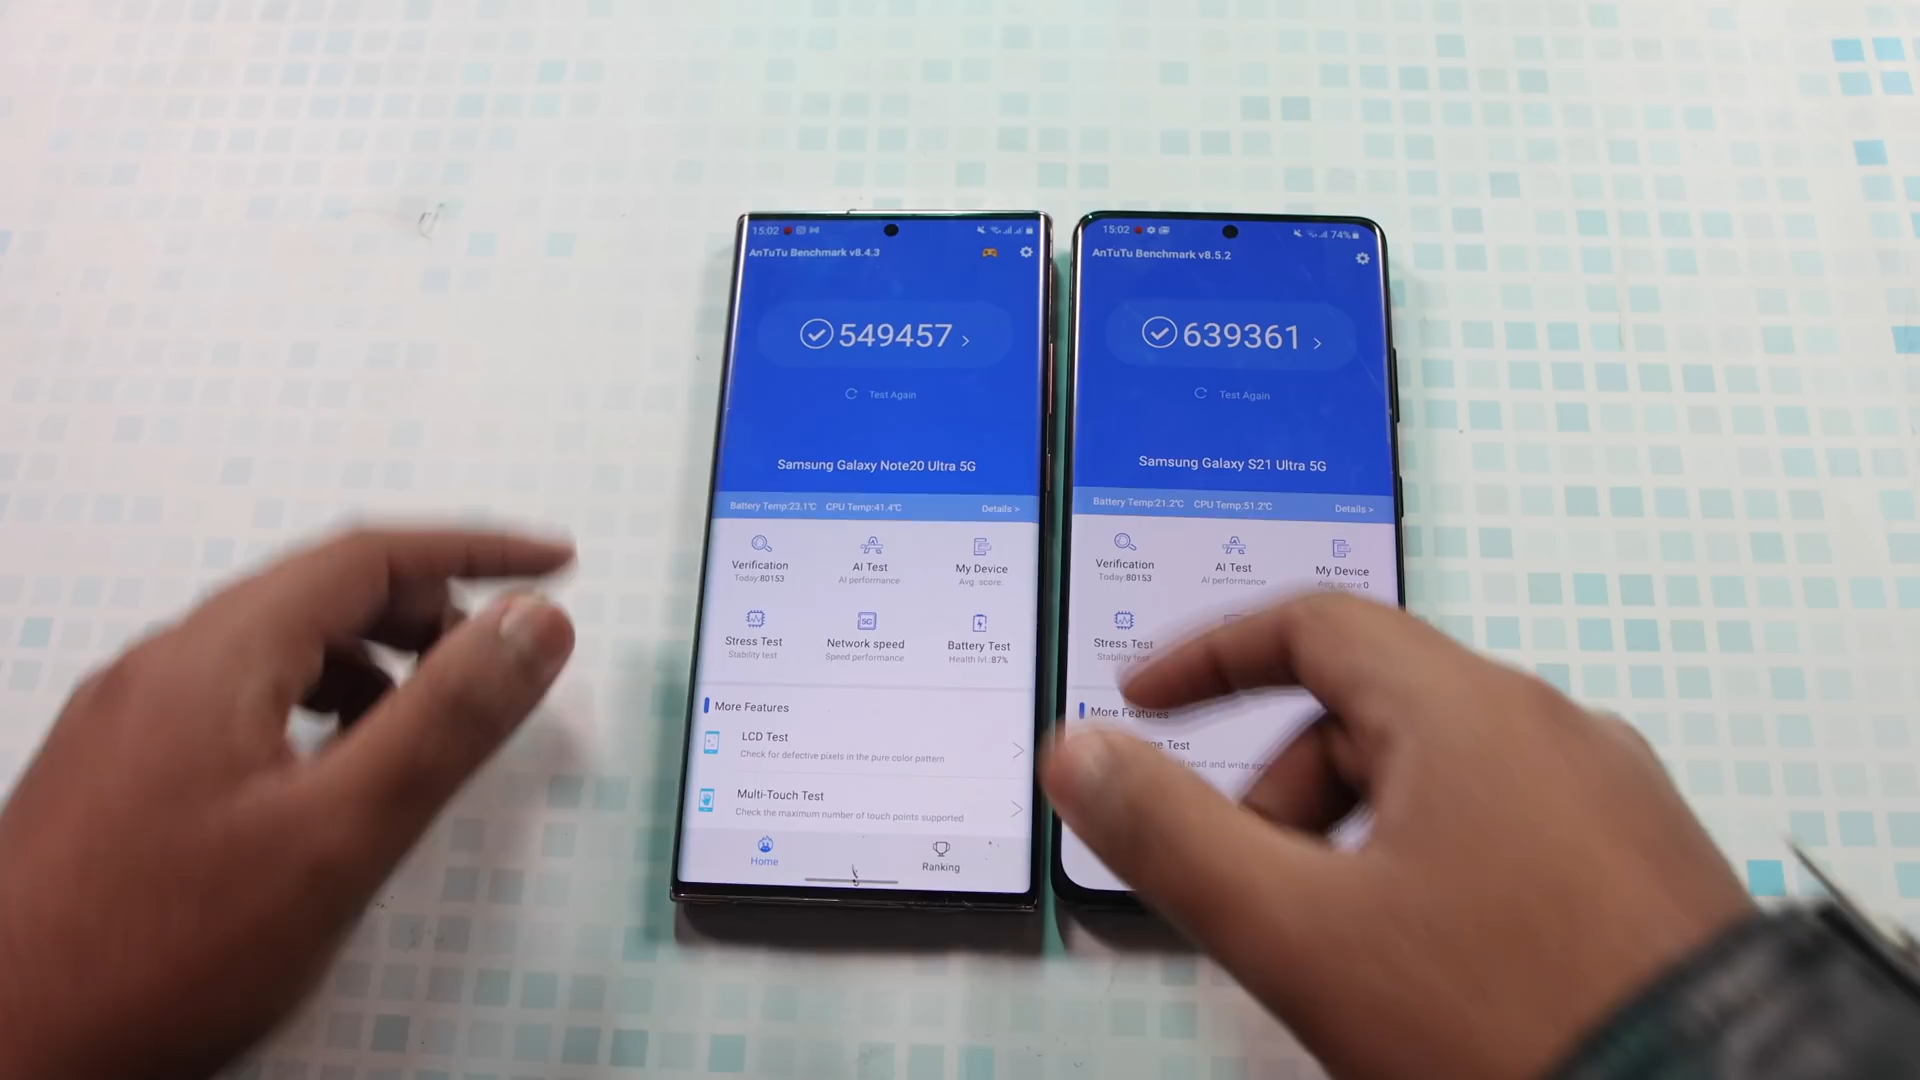 15:02
AnTuTu Benchmark v8.4.3
549457 >
Test Again
Samsung Galaxy Note20 Ultra 5G
Battery Temp:23.1℃ CPU Temp:41.4℃ Details >
Verification AI Test My Device
Today:80153 AI performance Avg. score:
5G
Stress Test Network speed Battery Test
Stability test Speed performance Health lvl.:87%
More Features
LCD Test
Check for defective pixels in the pure color pattern
Multi-Touch Test
Check the maximum number of touch points supported
Home Ranking
15:02 74%
AnTuTu Benchmark v8.5.2
639361 >
Test Again
Samsung Galaxy S21 Ultra 5G
Battery Temp:21.2℃ CPU Temp:51.2℃ Details >
Verification AI Test My Device
Today:80153 AI performance Avg. score:0
Stress Test
Stability
More Features
Test
read and write